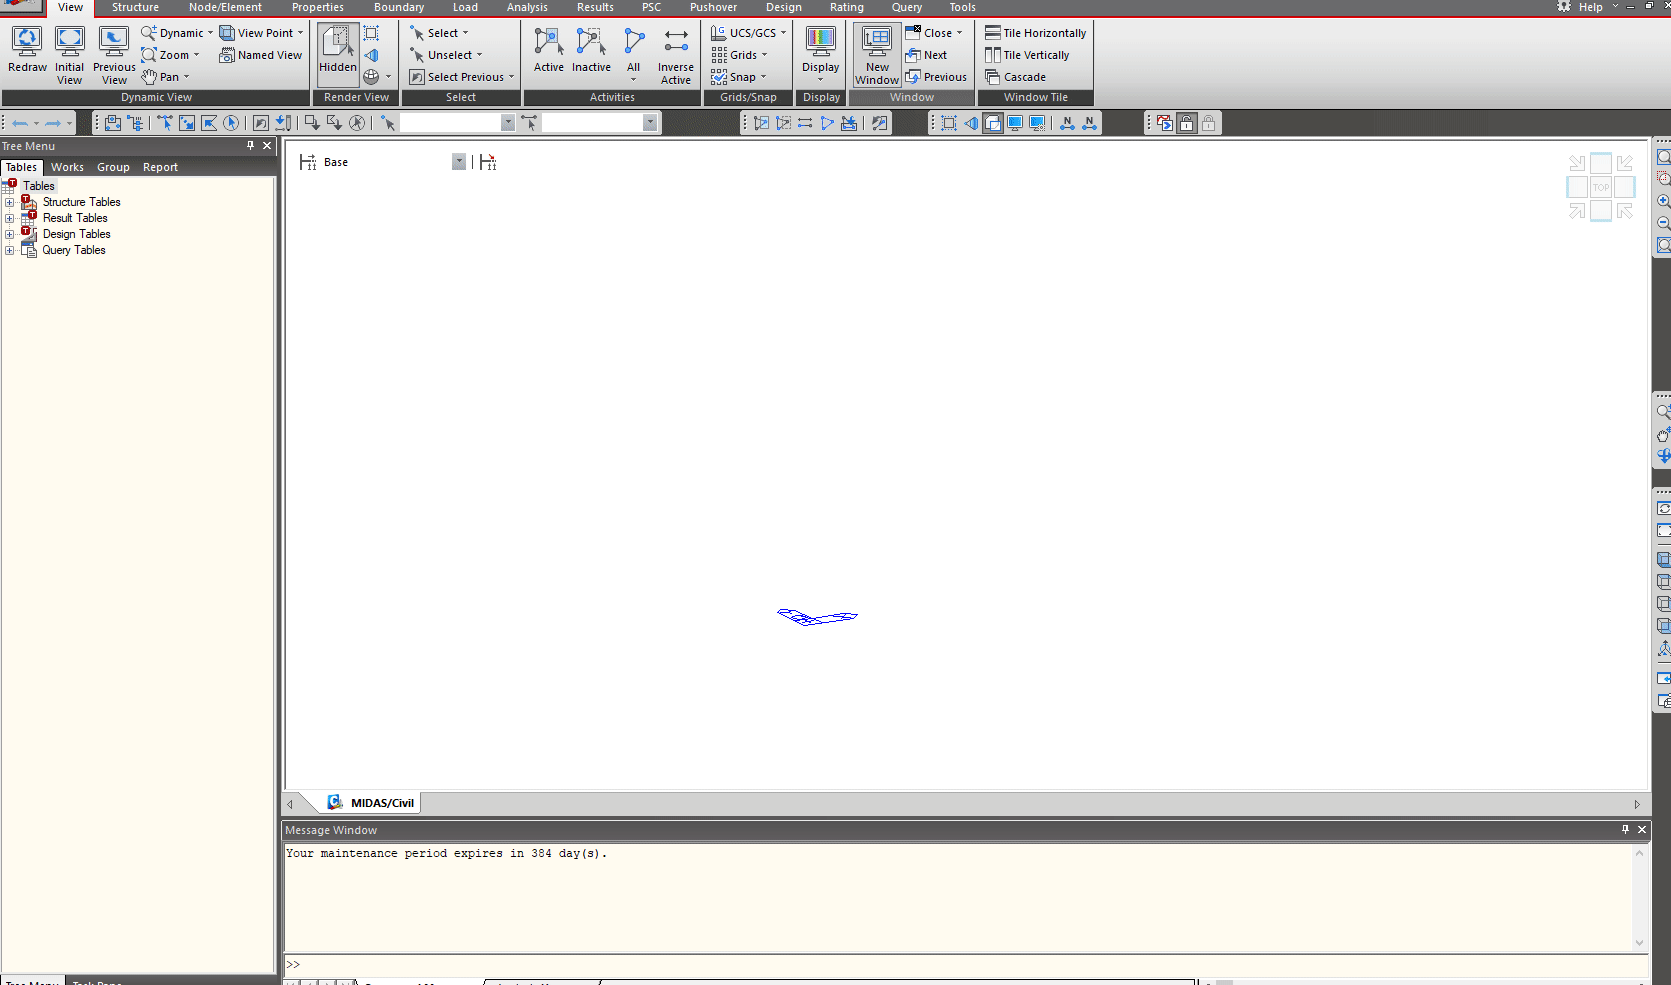 View Structure Node/Element Properties Boundary Load Analysis Results PSC Pushover Design Rating Query Tools Help
Redraw
Initial View
Previous View
Dynamic
Zoom
Pan
View Point
Named View
Dynamic View
Hidden
Render View
Select
Unselect
Select Previous
Select
Active
Inactive
All
Inverse Active
Activities
UCS/GCS
Grids
Snap
Grids/Snap
Display
Display
New Window
Close
Next
Previous
Window
Tile Horizontally
Tile Vertically
Cascade
Window Tile
N N
Tree Menu
Tables Works Group Report
Tables
Structure Tables
Result Tables
Design Tables
Query Tables
Base
TOP
MIDAS/Civil
Message Window
Your maintenance period expires in 384 day(s).
>>
Tree Menu Task Pane